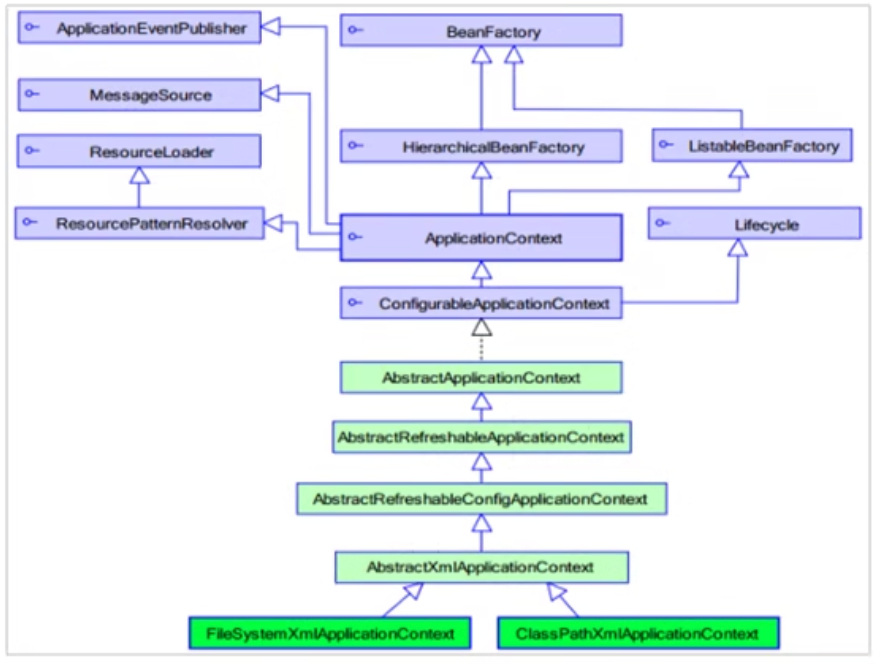 ApplicationEventPublisher
BeanFactory
MessageSource
HierarchicalBeanFactory
ListableBeanFactory
ResourceLoader
ResourcePatternResolver
ApplicationContext
Lifecycle
ConfigurableApplicationContext
AbstractApplicationContext
AbstractRefreshableApplicationContext
AbstractRefreshableConfigApplicationContext
AbstractXmlApplicationContext
FileSystemXmlApplicationContext
ClassPathXmlApplicationContext